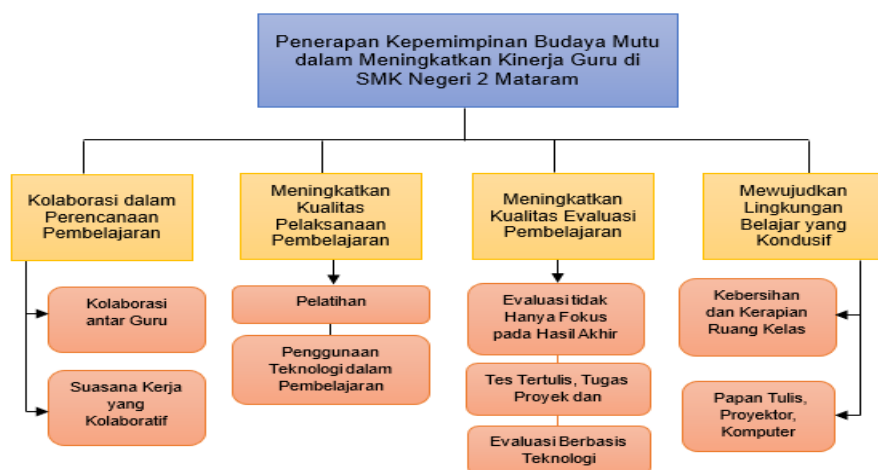 Penerapan Kepemimpinan Budaya Mutu
dalam Meningkatkan Kinerja Guru di
SMK Negeri 2 Mataram
Kolaborasi dalam
Perencanaan
Pembelajaran
Kolaborasi
antar Guru
Suasana Kerja
yang
Kolaboratif
Meningkatkan
Kualitas
Pelaksanaan
Pembelajaran
Pelatihan
Penggunaan
Teknologi dalam
Pembelajaran
Meningkatkan
Kualitas Evaluasi
Pembelajaran
Evaluasi tidak
Hanya Fokus
pada Hasil Akhir
Tes Tertulis, Tugas
Proyek dan
Evaluasi Berbasis
Teknologi
Mewujudkan
Lingkungan
Belajar yang
Kondusif
Kebersihan
dan Kerapian
Ruang Kelas
Papan Tulis,
Proyektor,
Komputer